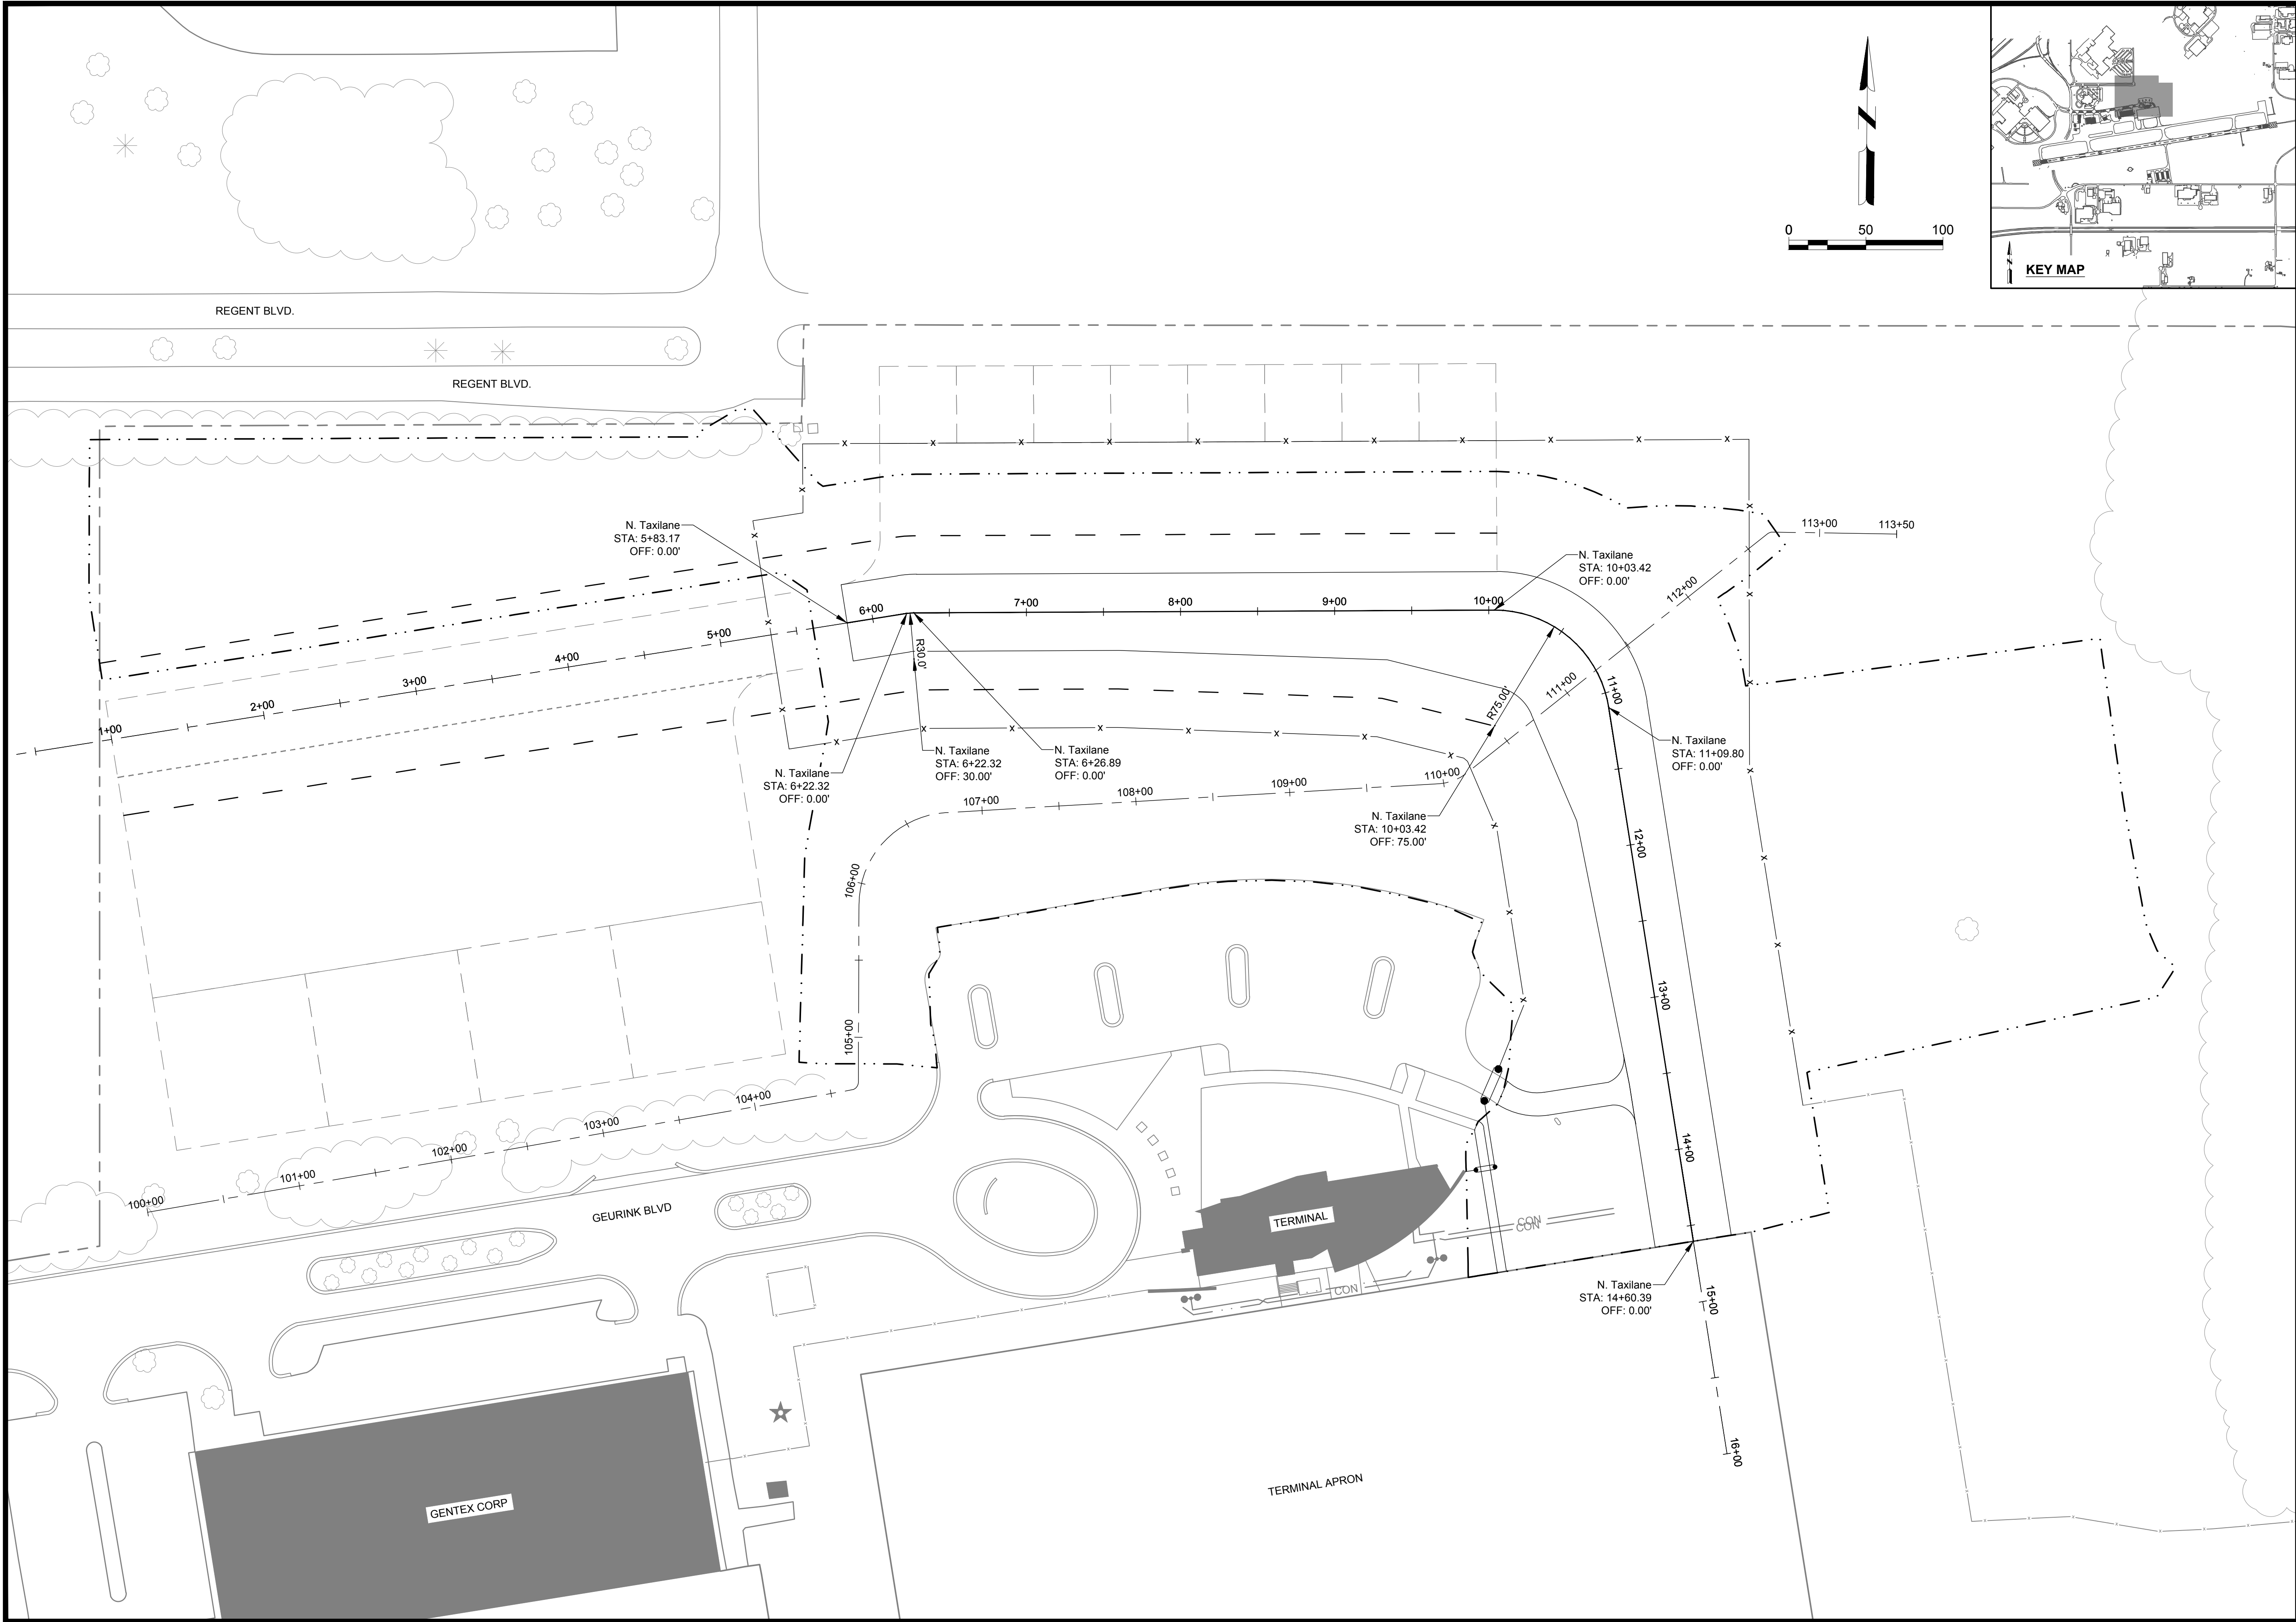 0 50 100
KEY MAP
REGENT BLVD.
REGENT BLVD.
N. Taxilane
STA: 5+83.17
OFF: 0.00'
113+00
113+50
N. Taxilane
STA: 10+03.42
OFF: 0.00'
112+00
111+00
1+00
2+00
3+00
4+00
5+00
6+00
7+00
8+00
9+00
10+00
11+00
R30.0'
R75.00'
N. Taxilane
STA: 6+22.32
OFF: 0.00'
N. Taxilane
STA: 6+22.32
OFF: 30.00'
N. Taxilane
STA: 6+26.89
OFF: 0.00'
N. Taxilane
STA: 11+09.80
OFF: 0.00'
N. Taxilane
STA: 10+03.42
OFF: 75.00'
107+00
108+00
109+00
110+00
106+00
105+00
12+00
13+00
14+00
100+00
101+00
102+00
103+00
104+00
GEURINK BLVD
TERMINAL
CON
CON
CON
N. Taxilane
STA: 14+60.39
OFF: 0.00'
15+00
16+00
GENTEX CORP
TERMINAL APRON